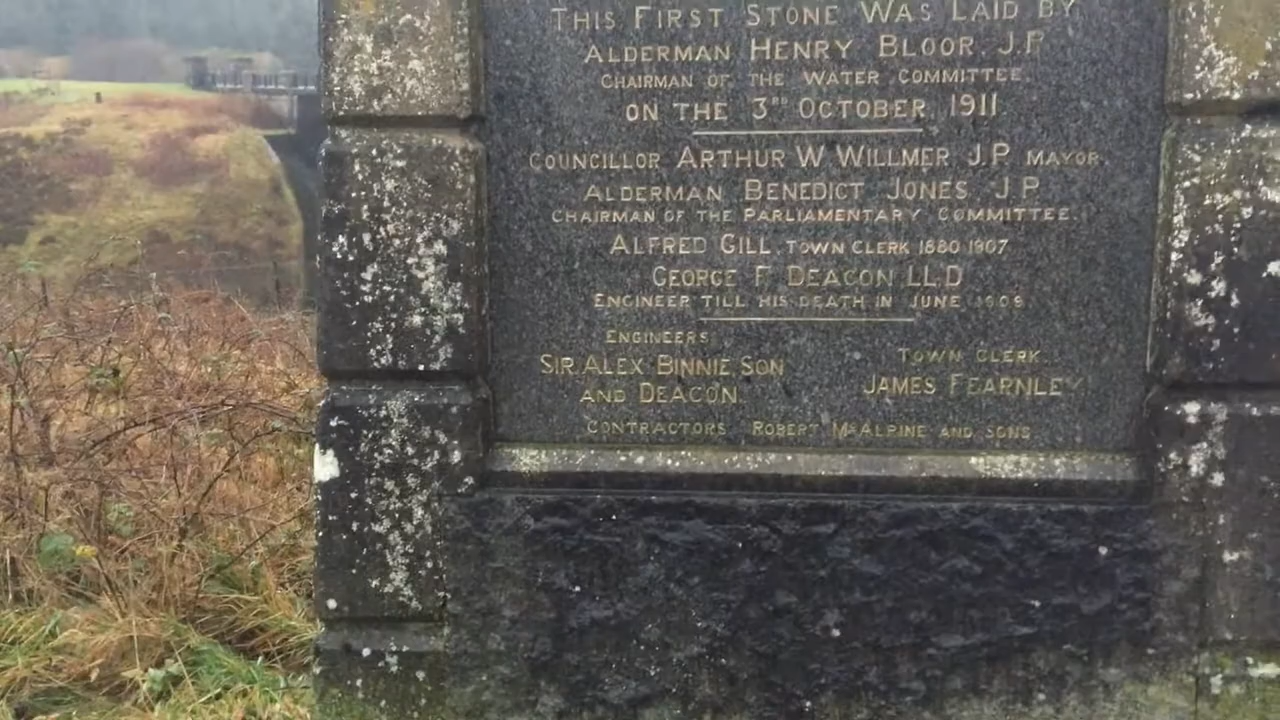 THIS FIRST STONE WAS LAID BY
ALDERMAN HENRY BLOOR. J.P
CHAIRMAN OF THE WATER COMMITTEE.
ON THE 3RD OCTOBER 1911
COUNCILLOR ARTHUR W WILLMER J.P. MAYOR.
ALDERMAN BENEDICT JONES J.P
CHAIRMAN OF THE PARLIAMENTARY COMMITTEE.
ALFRED GILL. TOWN CLERK 1880 1907
GEORGE F DEACON LL.D
ENGINEER TILL HIS DEATH IN JUNE 1909
ENGINEERS
SIR ALEX BINNIE, SON
AND DEACON.
TOWN CLERK.
JAMES FEARNLEY
CONTRACTORS ROBERT MCALPINE AND SONS